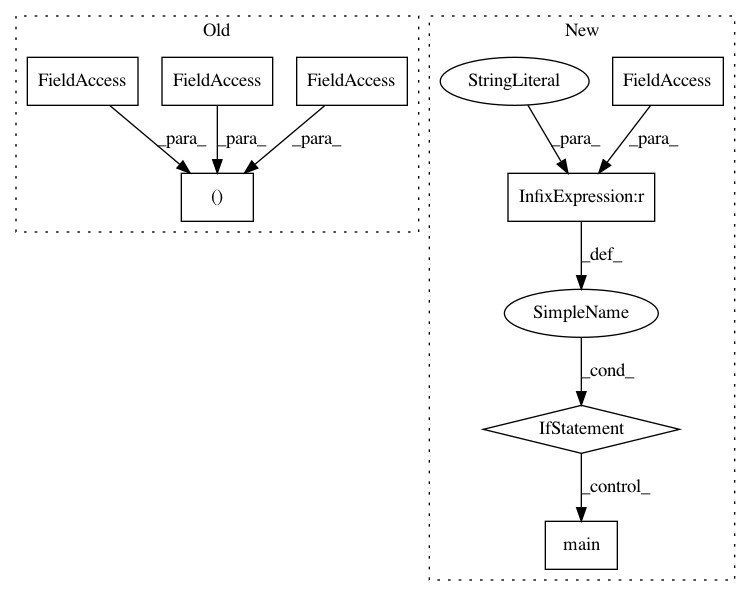 Old
New
FieldAccess
FieldAccess
FieldAccess
StringLiteral
FieldAccess
_para_
_para_
_para_
_para_
_para_
()
InfixExpression:r
_def_
SimpleName
_cond_
IfStatement
_control_
main